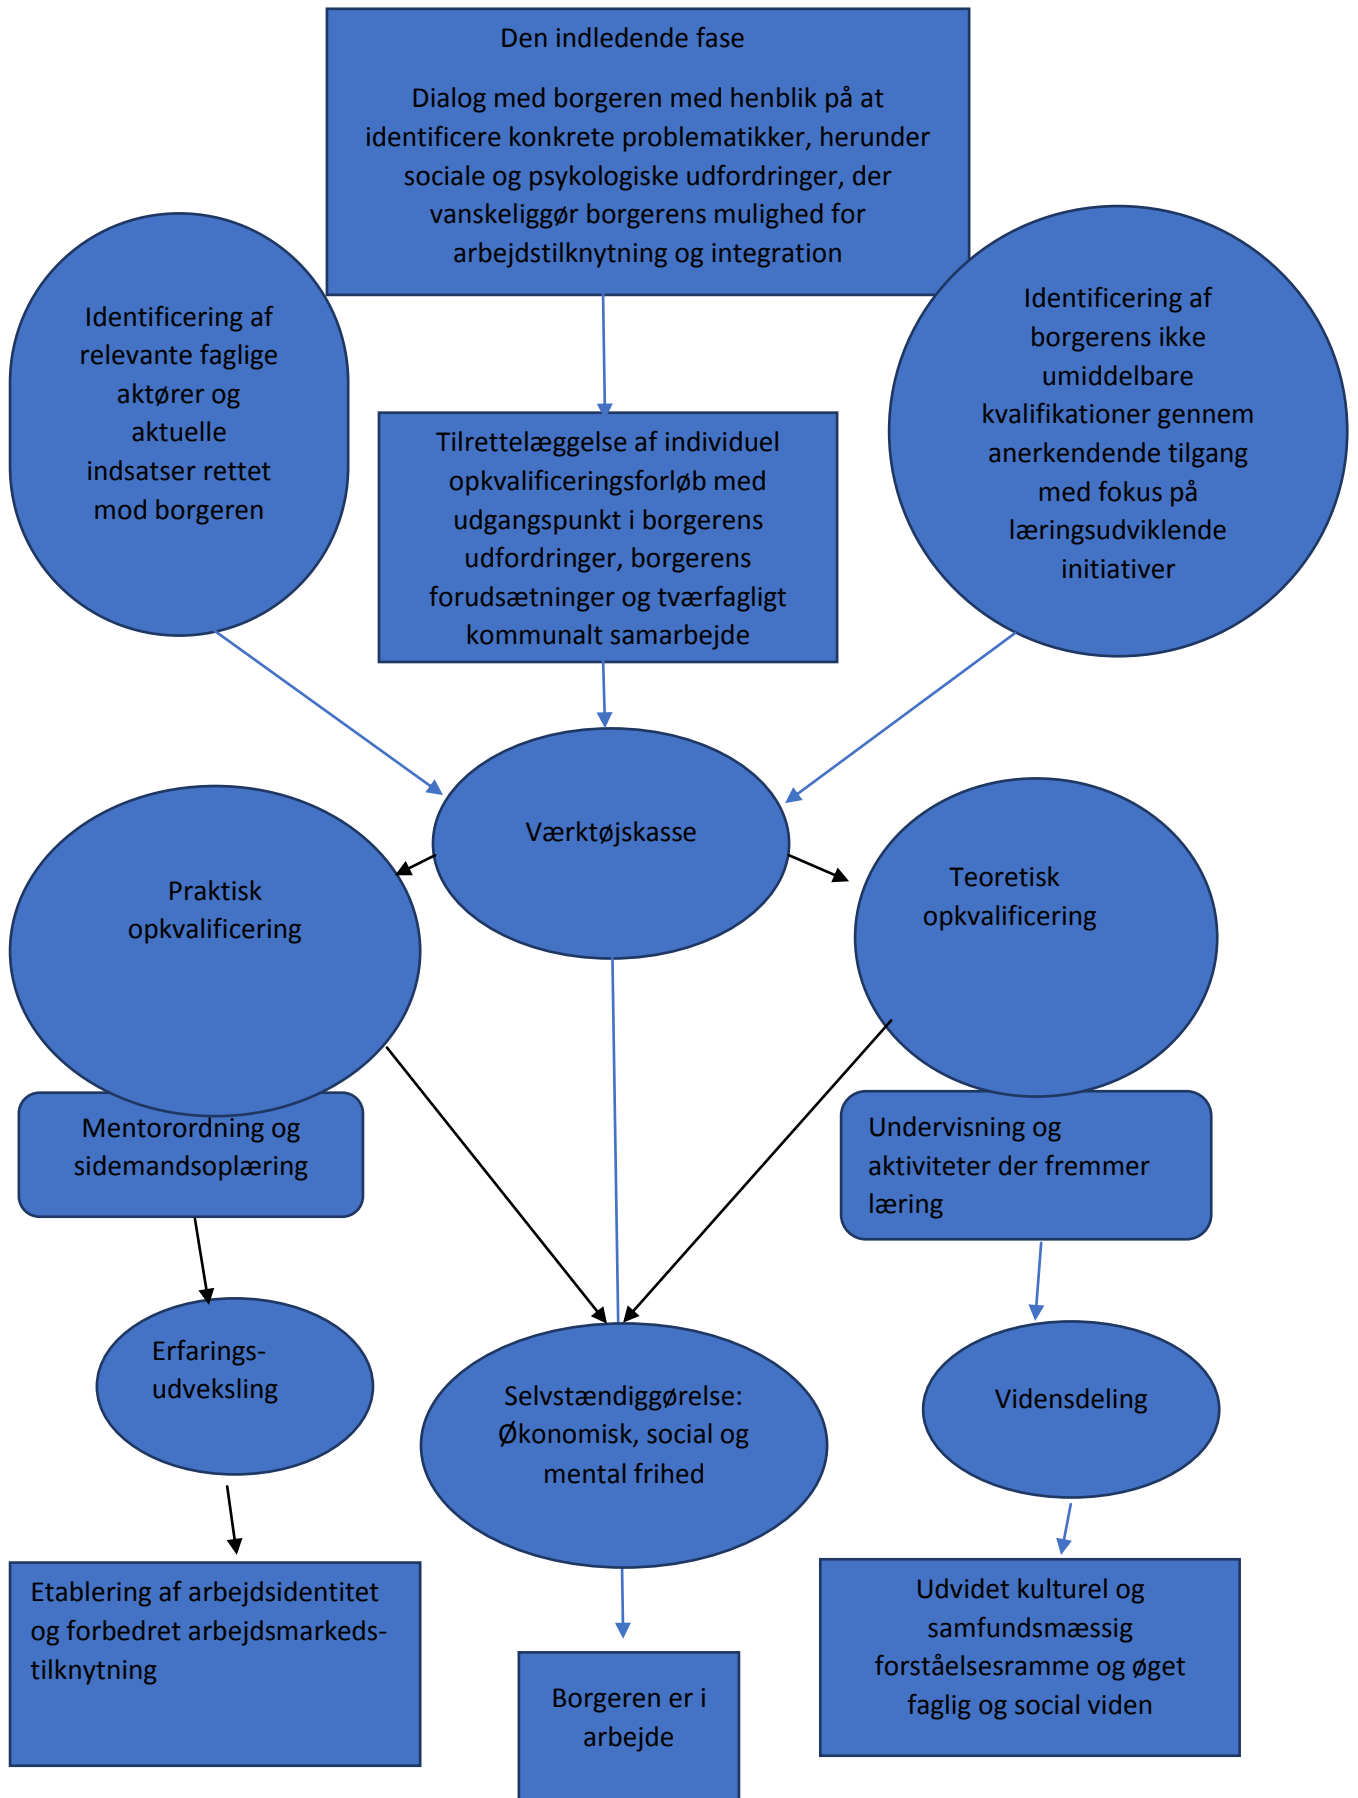 Den indledende fase
Dialog med borgeren med henblik på at
identificere konkrete problematikker, herunder
sociale og psykologiske udfordringer, der
vanskeliggør borgerens mulighed for
arbejdstilknytning og integration
Identificering af
relevante faglige
aktører og
aktuelle
indsatser rettet
mod borgeren
Tilrettelæggelse af individuel
opkvalificeringsforløb med
udgangspunkt i borgerens
udfordringer, borgerens
forudsætninger og tværfagligt
kommunalt samarbejde
Identificering af
borgerens ikke
umiddelbare
kvalifikationer gennem
anerkendende tilgang
med fokus på
læringsudviklende
initiativer
Værktøjskasse
Praktisk
opkvalificering
Teoretisk
opkvalificering
Mentorordning og
sidemandsoplæring
Undervisning og
aktiviteter der fremmer
læring
Erfarings-
udveksling
Selvstændiggørelse:
Økonomisk, social og
mental frihed
Vidensdeling
Etablering af arbejdsidentitet
og forbedret arbejdsmarkeds-
tilknytning
Borgeren er i
arbejde
Udvidet kulturel og
samfundsmæssig
forståelsesramme og øget
faglig og social viden